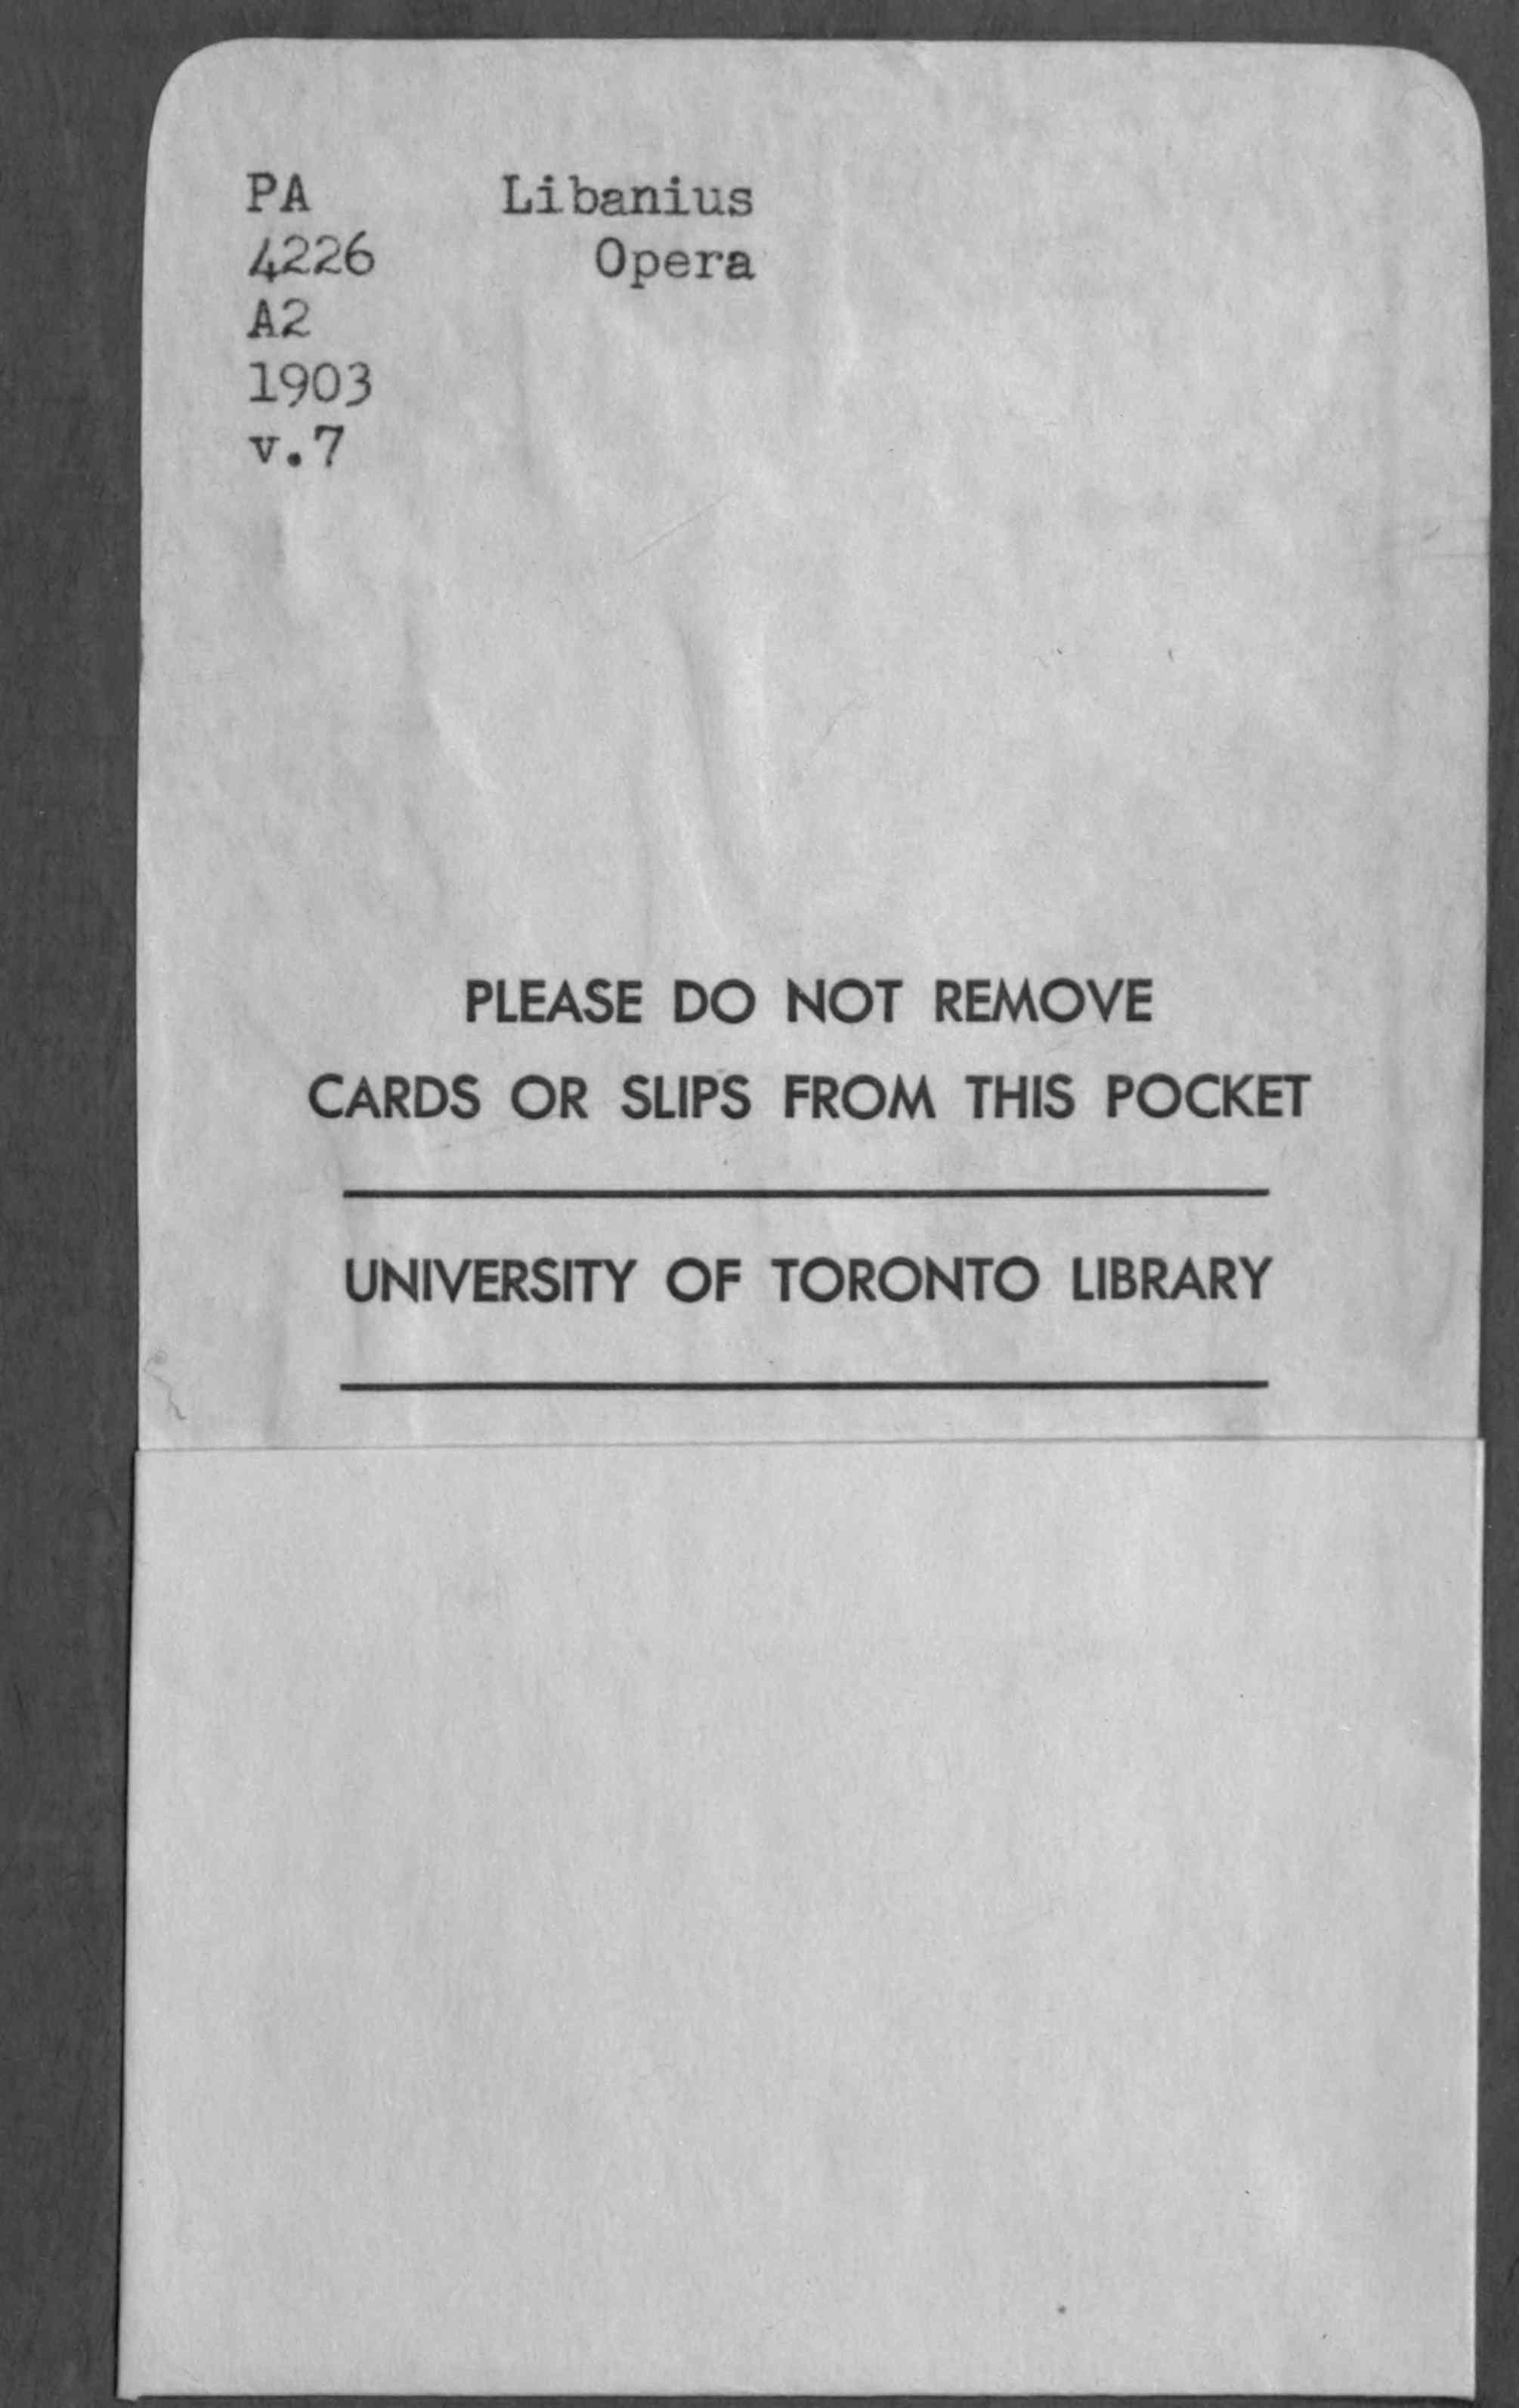 PA Libanius
4226 Opera
A2
1903
v.7
PLEASE DO NOT REMOVE
CARDS OR SLIPS FROM THIS POCKET
UNIVERSITY OF TORONTO LIBRARY